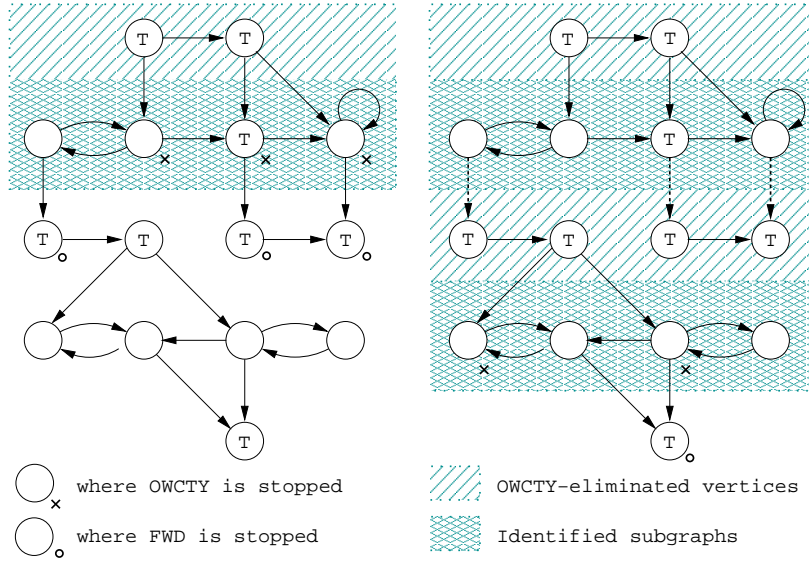 T T T T
T T
T T T T T T T T
T T
where OWCTY is stopped OWCTY-eliminated vertices
where FWD is stopped Identified subgraphs